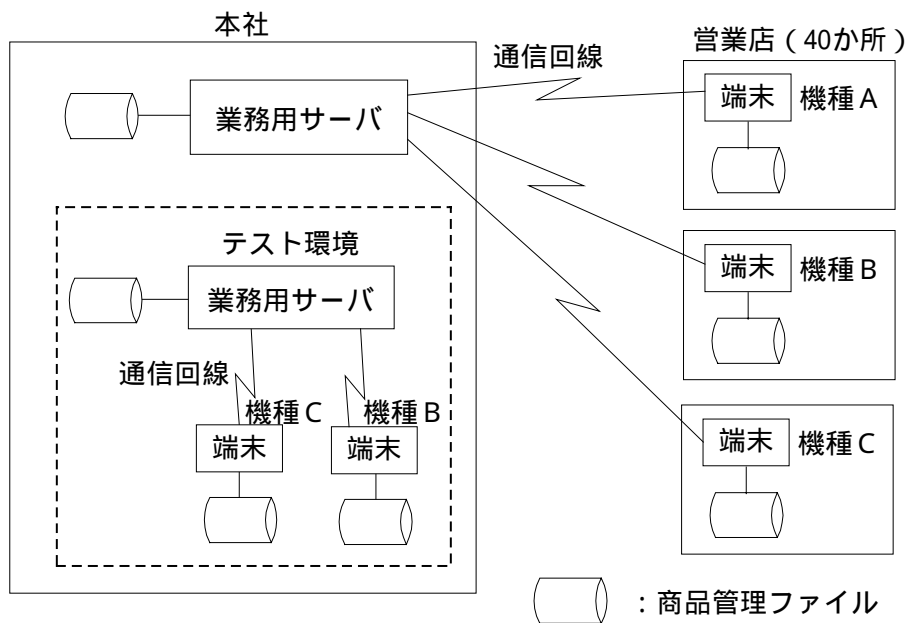 本社
業務用サーバ
テスト環境
業務用サーバ
通信回線
機種C
機種B
端末
端末
通信回線
営業店（40か所）
端末
機種A
端末
機種B
端末
機種C
：商品管理ファイル